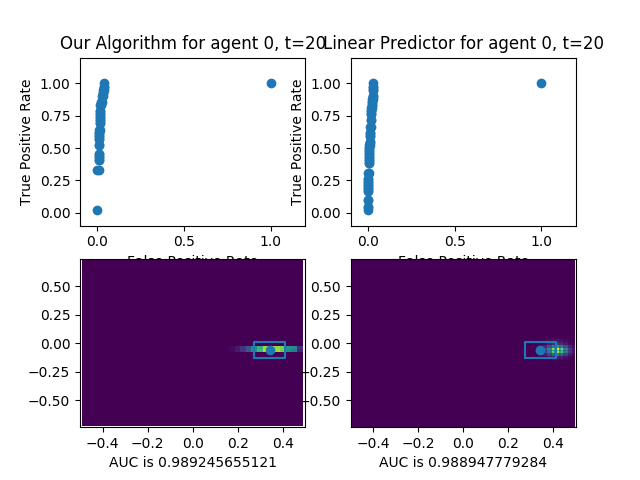 Our Algorithm for agent 0, t=20
Linear Predictor for agent 0, t=20
True Positive Rate
1.00
0.75
0.50
0.25
0.00
0.0 0.5 1.0
False Positive Rate
True Positive Rate
1.00
0.75
0.50
0.25
0.00
0.0 0.5 1.0
False Positive Rate
0.50
0.25
0.00
−0.25
−0.50
−0.4 −0.2 0.0 0.2 0.4
AUC is 0.989245655121
0.50
0.25
0.00
−0.25
−0.50
−0.4 −0.2 0.0 0.2 0.4
AUC is 0.988947779284